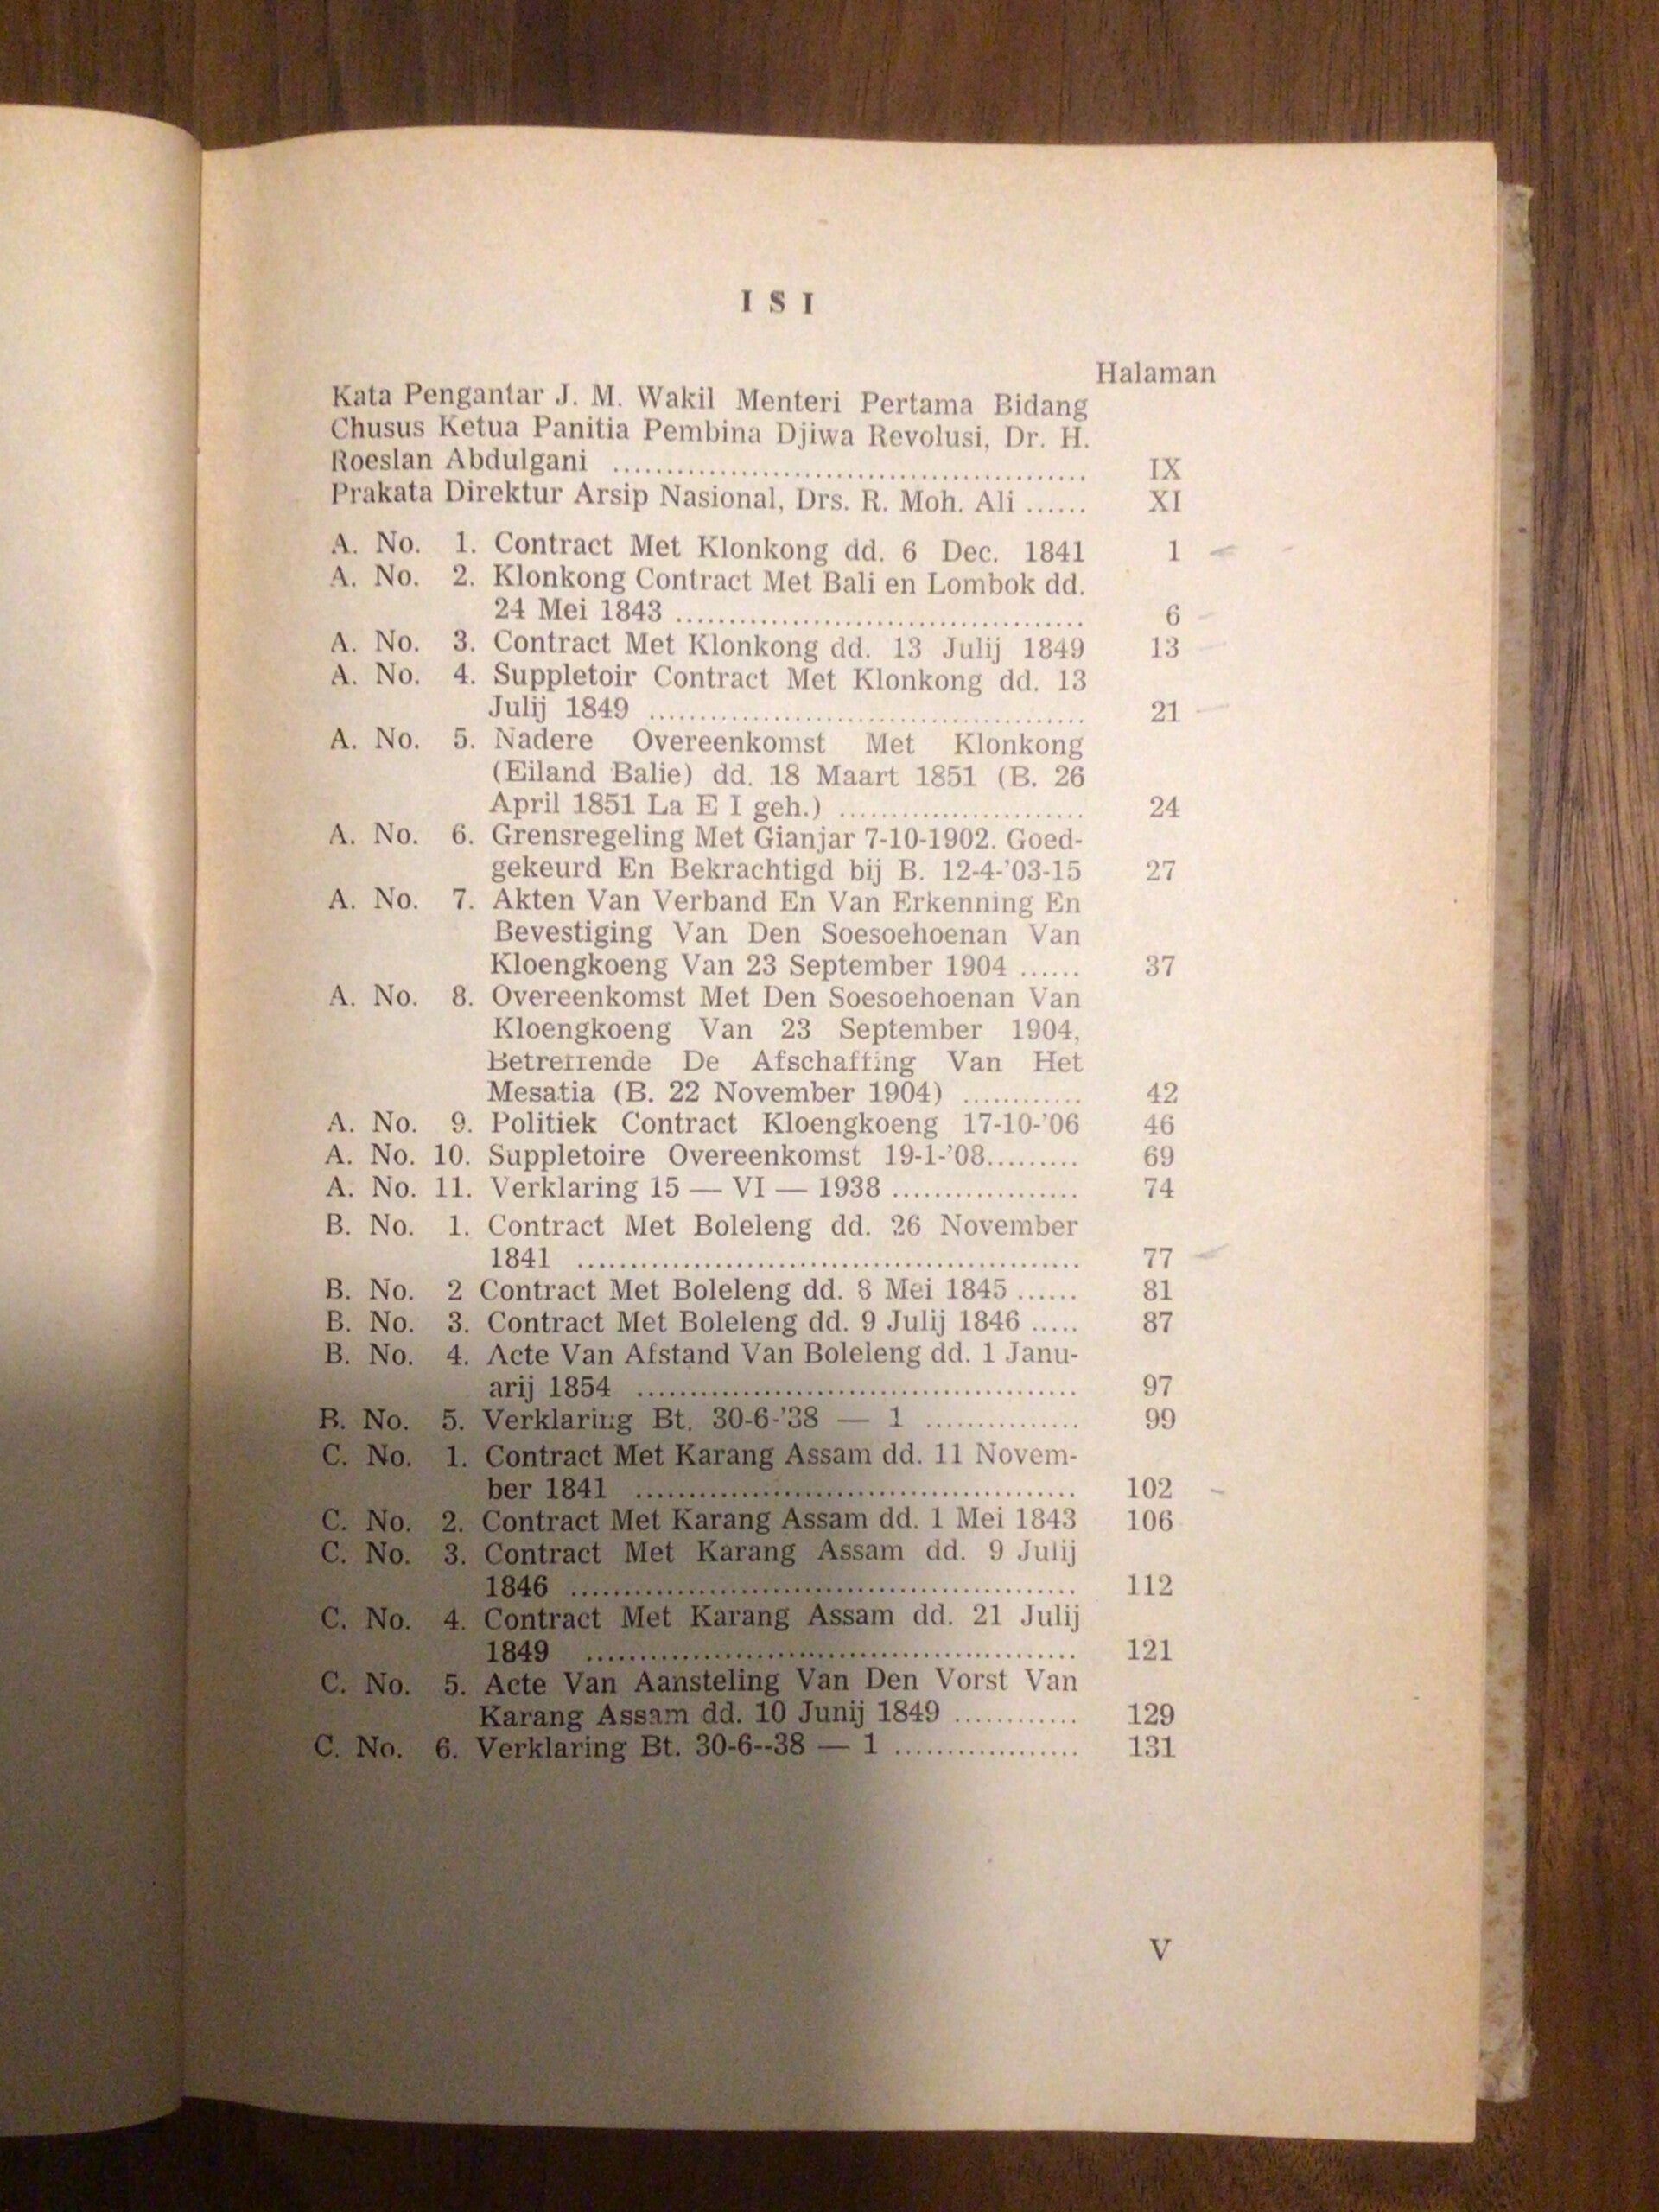 I S I
Halaman
Kata Pengantar J. M. Wakil Menteri Pertama Bidang
Chusus Ketua Panitia Pembina Djiwa Revolusi, Dr. H.
Roeslan Abdulgani ............................................. IX
Prakata Direktur Arsip Nasional, Drs. R. Moh. Ali ...... XI
A. No. 1. Contract Met Klonkong dd. 6 Dec. 1841 1
A. No. 2. Klonkong Contract Met Bali en Lombok dd.
24 Mei 1843 ....................................... 6
A. No. 3. Contract Met Klonkong dd. 13 Julij 1849 13
A. No. 4. Suppletoir Contract Met Klonkong dd. 13
Julij 1849 ......................................... 21
A. No. 5. Nadere Overeenkomst Met Klonkong
(Eiland Balie) dd. 18 Maart 1851 (B. 26
April 1851 La E I geh.) ....................... 24
A. No. 6. Grensregeling Met Gianjar 7-10-1902. Goed-
gekeurd En Bekrachtigd bij B. 12-4-'03-15 27
A. No. 7. Akten Van Verband En Van Erkenning En
Bevestiging Van Den Soesoehoenan Van
Kloengkoeng Van 23 September 1904 ...... 37
A. No. 8. Overeenkomst Met Den Soesoehoenan Van
Kloengkoeng Van 23 September 1904,
Betreffende De Afschaffing Van Het
Mesatia (B. 22 November 1904) ............ 42
A. No. 9. Politiek Contract Kloengkoeng 17-10-'06 46
A. No. 10. Suppletoire Overeenkomst 19-1-'08......... 69
A. No. 11. Verklaring 15 — VI — 1938 .................. 74
B. No. 1. Contract Met Boleleng dd. 26 November
1841 ................................................ 77
B. No. 2 Contract Met Boleleng dd. 8 Mei 1845 ...... 81
B. No. 3. Contract Met Boleleng dd. 9 Julij 1846 ..... 87
B. No. 4. Acte Van Afstand Van Boleleng dd. 1 Janu-
arij 1854 .......................................... 97
B. No. 5. Verklaring Bt. 30-6-'38 — 1 ............... 99
C. No. 1. Contract Met Karang Assam dd. 11 Novem-
ber 1841 .......................................... 102
C. No. 2. Contract Met Karang Assam dd. 1 Mei 1843 106
C. No. 3. Contract Met Karang Assam dd. 9 Julij
1846 ................................................ 112
C. No. 4. Contract Met Karang Assam dd. 21 Julij
1849 ............................................... 121
C. No. 5. Acte Van Aansteling Van Den Vorst Van
Karang Assam dd. 10 Junij 1849 ............ 129
C. No. 6. Verklaring Bt. 30-6--38 — 1 .................. 131
V